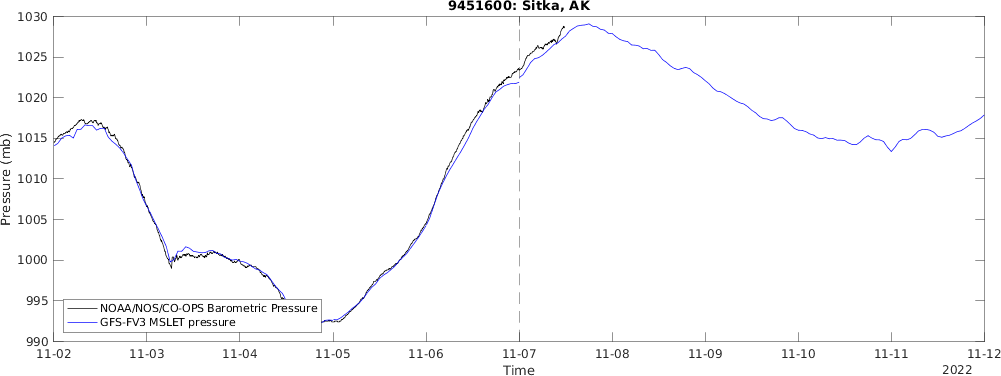 9451600: Sitka, AK
1030
1025
1020
1015
1010
1005
1000
995
990
Pressure (mb)
NOAA/NOS/CO-OPS Barometric Pressure
GFS-FV3 MSLET pressure
11-02 11-03 11-04 11-05 11-06 11-07 11-08 11-09 11-10 11-11 11-12
Time
2022